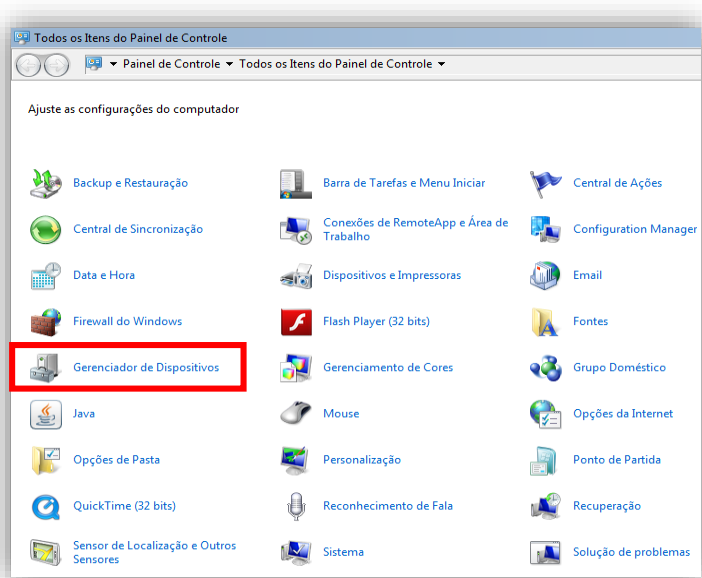 Todos os Itens do Painel de Controle
Painel de Controle Todos os Itens do Painel de Controle
Ajuste as configurações do computador
Backup e Restauração
Barra de Tarefas e Menu Iniciar
Central de Ações
Central de Sincronização
Conexões de RemoteApp e Área de
Trabalho
Configuration Manager
Data e Hora
Dispositivos e Impressoras
Email
Firewall do Windows
Flash Player (32 bits)
Fontes
Gerenciador de Dispositivos
Gerenciamento de Cores
Grupo Doméstico
Java
Mouse
Opções da Internet
Opções de Pasta
Personalização
Ponto de Partida
QuickTime (32 bits)
Reconhecimento de Fala
Recuperação
Sensor de Localização e Outros
Sensores
Sistema
Solução de problemas